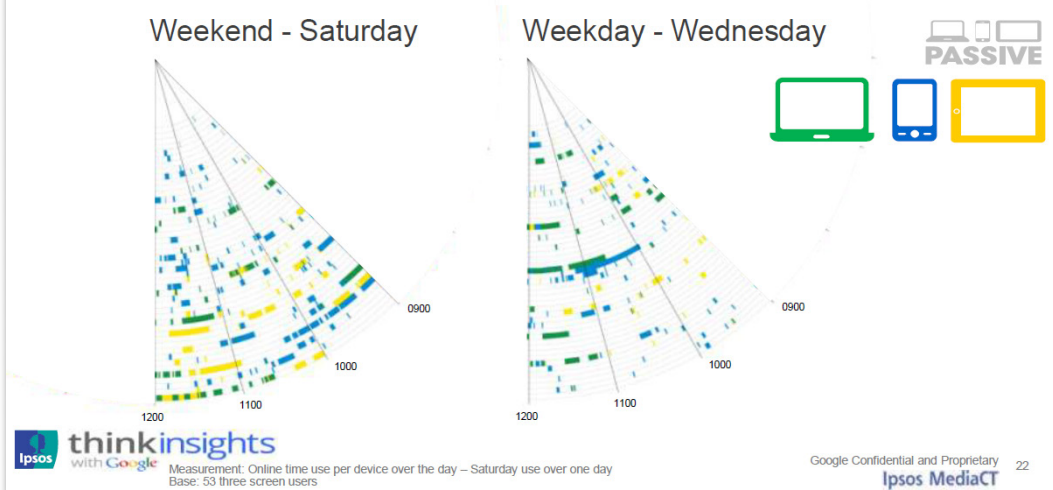 Weekend - Saturday
Weekday - Wednesday
PASSIVE
0900
1000
1100
1200
0900
1000
1100
1200
Ipsos
thinkinsights
with Google
Measurement: Online time use per device over the day – Saturday use over one day
Base: 53 three screen users
Google Confidential and Proprietary
22
Ipsos MediaCT